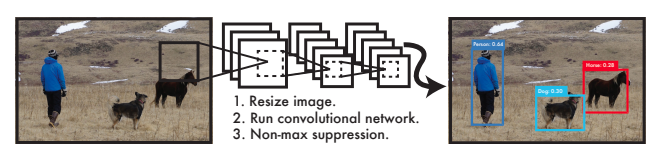 1. Resize image.
2. Run convolutional network.
3. Non-max suppression.
Person: 0.64
Horse: 0.28
Dog: 0.30